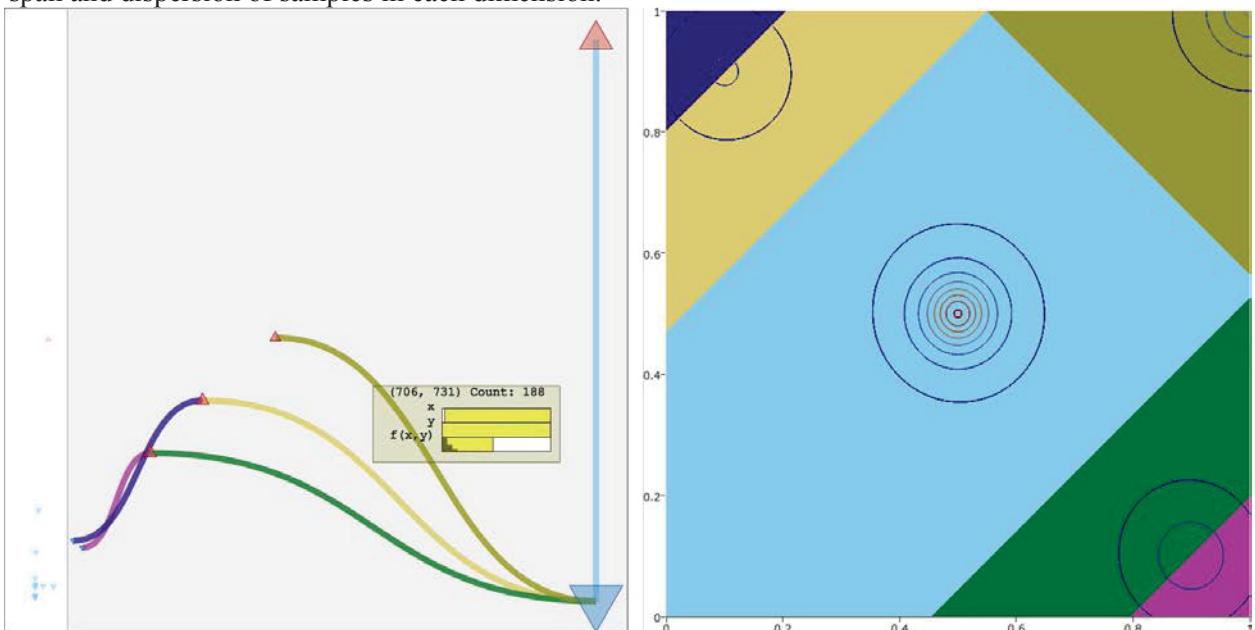 span and dispersion of samples in each dimension.
(706, 731) Count: 188
x
y
f(x,y)
1
0.8
0.6
0.4
0.2
0
0 0.2 0.4 0.6 0.8 1